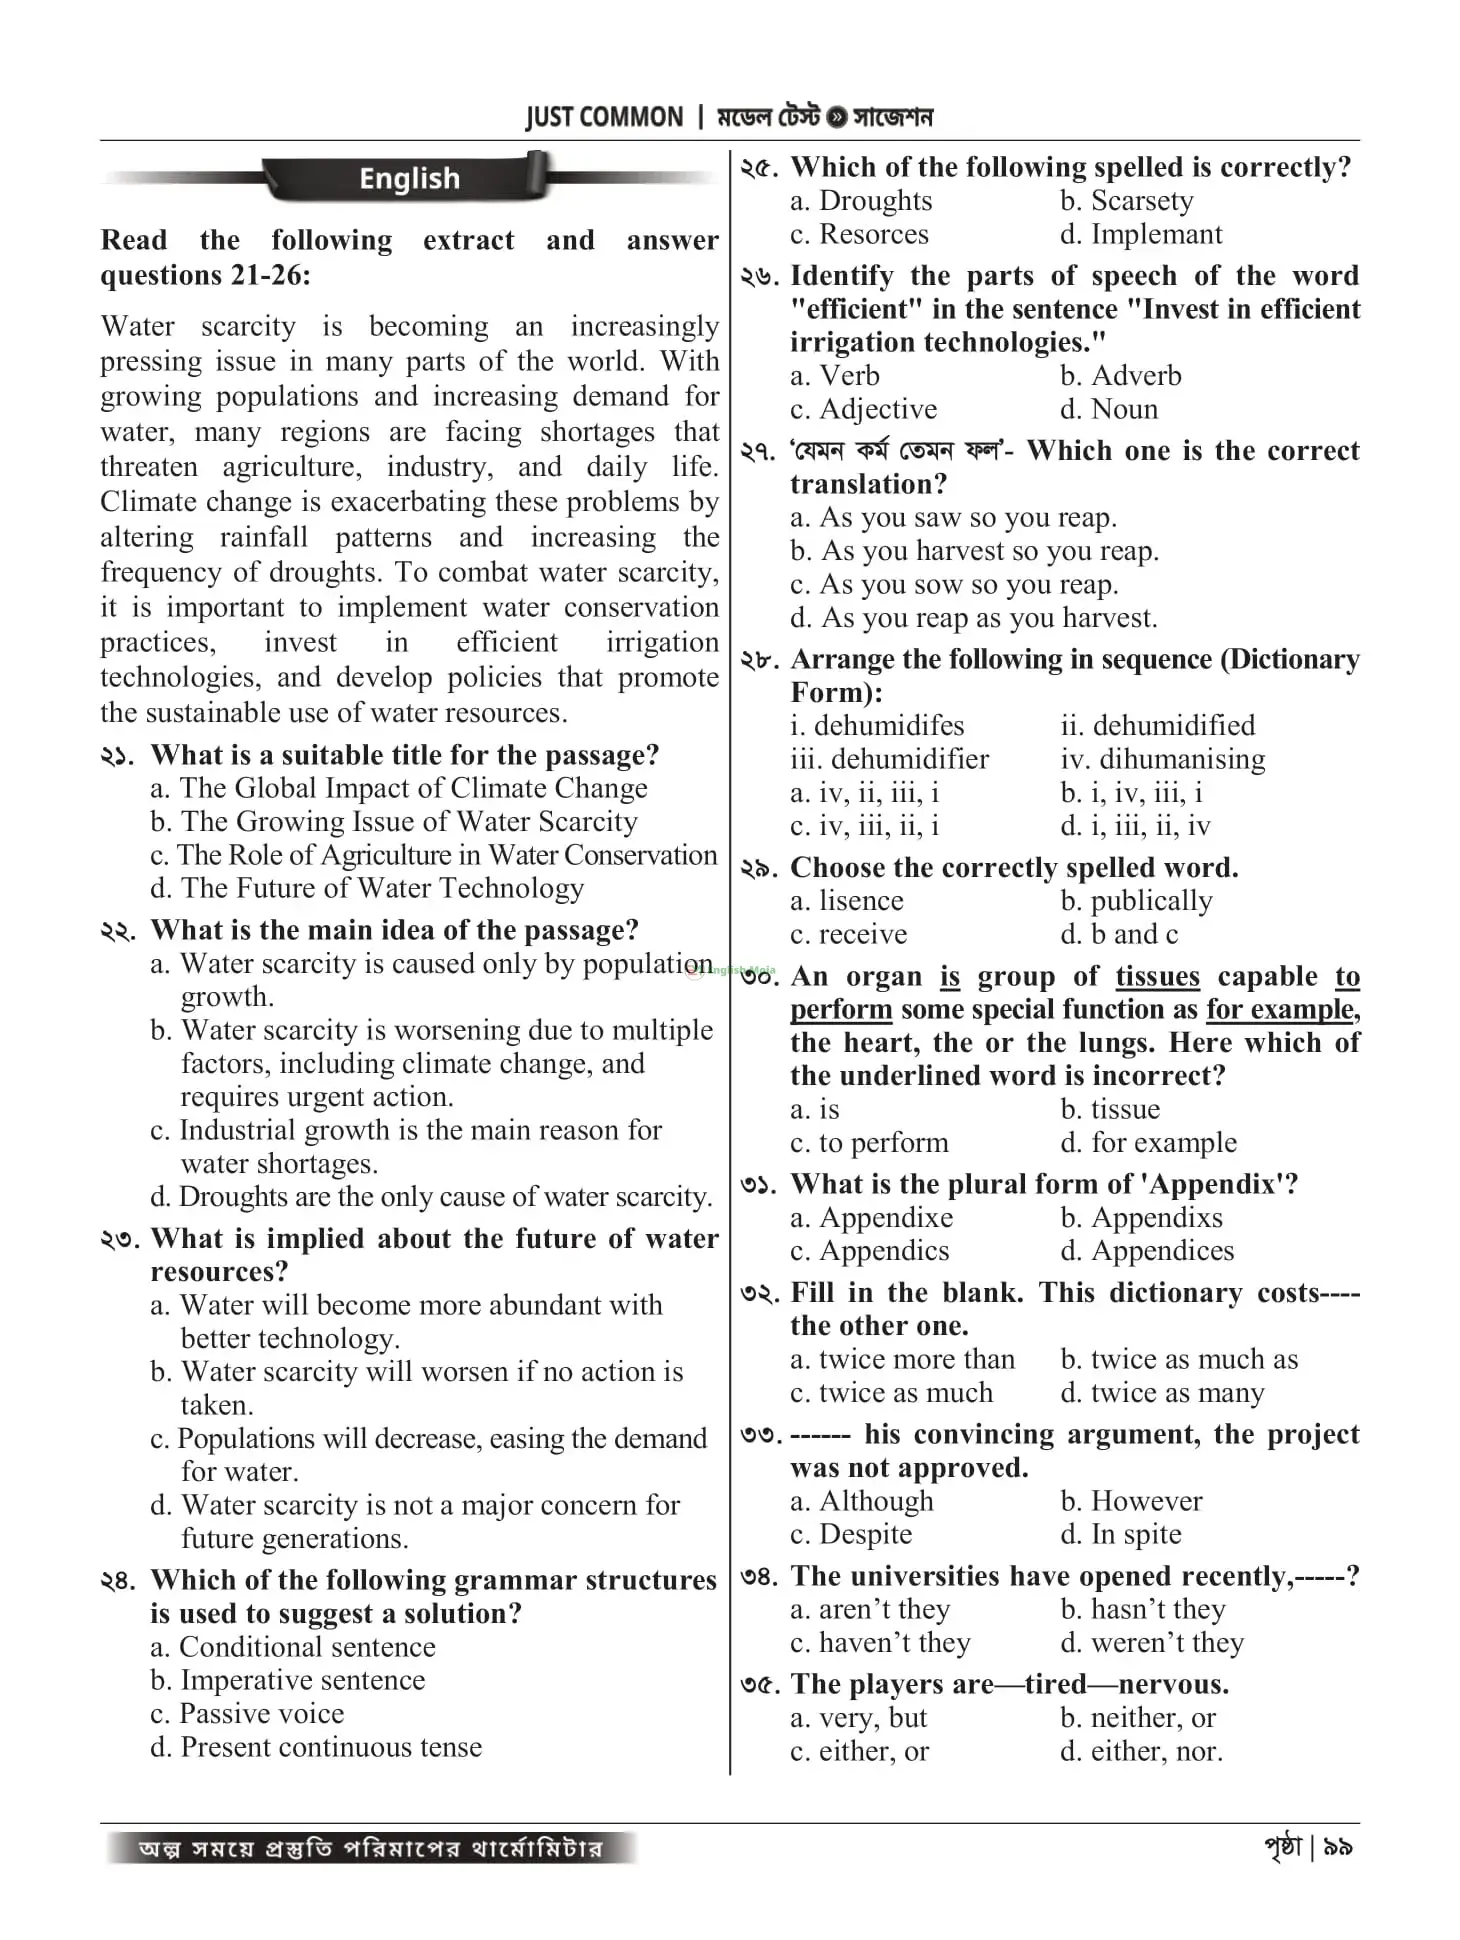 JUST COMMON | মডেল টেস্ট » সাজেশন
English
Read the following extract and answer
questions 21-26:
Water scarcity is becoming an increasingly
pressing issue in many parts of the world. With
growing populations and increasing demand for
water, many regions are facing shortages that
threaten agriculture, industry, and daily life.
Climate change is exacerbating these problems by
altering rainfall patterns and increasing the
frequency of droughts. To combat water scarcity,
it is important to implement water conservation
practices, invest in efficient irrigation
technologies, and develop policies that promote
the sustainable use of water resources.
২১. What is a suitable title for the passage?
a. The Global Impact of Climate Change
b. The Growing Issue of Water Scarcity
c. The Role of Agriculture in Water Conservation
d. The Future of Water Technology
২২. What is the main idea of the passage?
a. Water scarcity is caused only by population
growth.
b. Water scarcity is worsening due to multiple
factors, including climate change, and
requires urgent action.
c. Industrial growth is the main reason for
water shortages.
d. Droughts are the only cause of water scarcity.
২৩. What is implied about the future of water
resources?
a. Water will become more abundant with
better technology.
b. Water scarcity will worsen if no action is
taken.
c. Populations will decrease, easing the demand
for water.
d. Water scarcity is not a major concern for
future generations.
২৪. Which of the following grammar structures
is used to suggest a solution?
a. Conditional sentence
b. Imperative sentence
c. Passive voice
d. Present continuous tense
২৫. Which of the following spelled is correctly?
a. Droughts b. Scarsety
c. Resorces d. Implemant
২৬. Identify the parts of speech of the word
"efficient" in the sentence "Invest in efficient
irrigation technologies."
a. Verb b. Adverb
c. Adjective d. Noun
২৭. ‘যেমন কর্ম তেমন ফল’- Which one is the correct
translation?
a. As you saw so you reap.
b. As you harvest so you reap.
c. As you sow so you reap.
d. As you reap as you harvest.
২৮. Arrange the following in sequence (Dictionary
Form):
i. dehumidifes ii. dehumidified
iii. dehumidifier iv. dihumanising
a. iv, ii, iii, i b. i, iv, iii, i
c. iv, iii, ii, i d. i, iii, ii, iv
২৯. Choose the correctly spelled word.
a. lisence b. publically
c. receive d. b and c
English Moja
৩০. An organ is group of tissues capable to
perform some special function as for example,
the heart, the or the lungs. Here which of
the underlined word is incorrect?
a. is b. tissue
c. to perform d. for example
৩১. What is the plural form of 'Appendix'?
a. Appendixe b. Appendixs
c. Appendics d. Appendices
৩২. Fill in the blank. This dictionary costs----
the other one.
a. twice more than b. twice as much as
c. twice as much d. twice as many
৩৩. ------ his convincing argument, the project
was not approved.
a. Although b. However
c. Despite d. In spite
৩৪. The universities have opened recently,-----?
a. aren’t they b. hasn’t they
c. haven’t they d. weren’t they
৩৫. The players are—tired—nervous.
a. very, but b. neither, or
c. either, or d. either, nor.
অল্প সময়ে প্রস্তুতি পরিমাপের থার্মোমিটার
পৃষ্ঠা | ৯৯